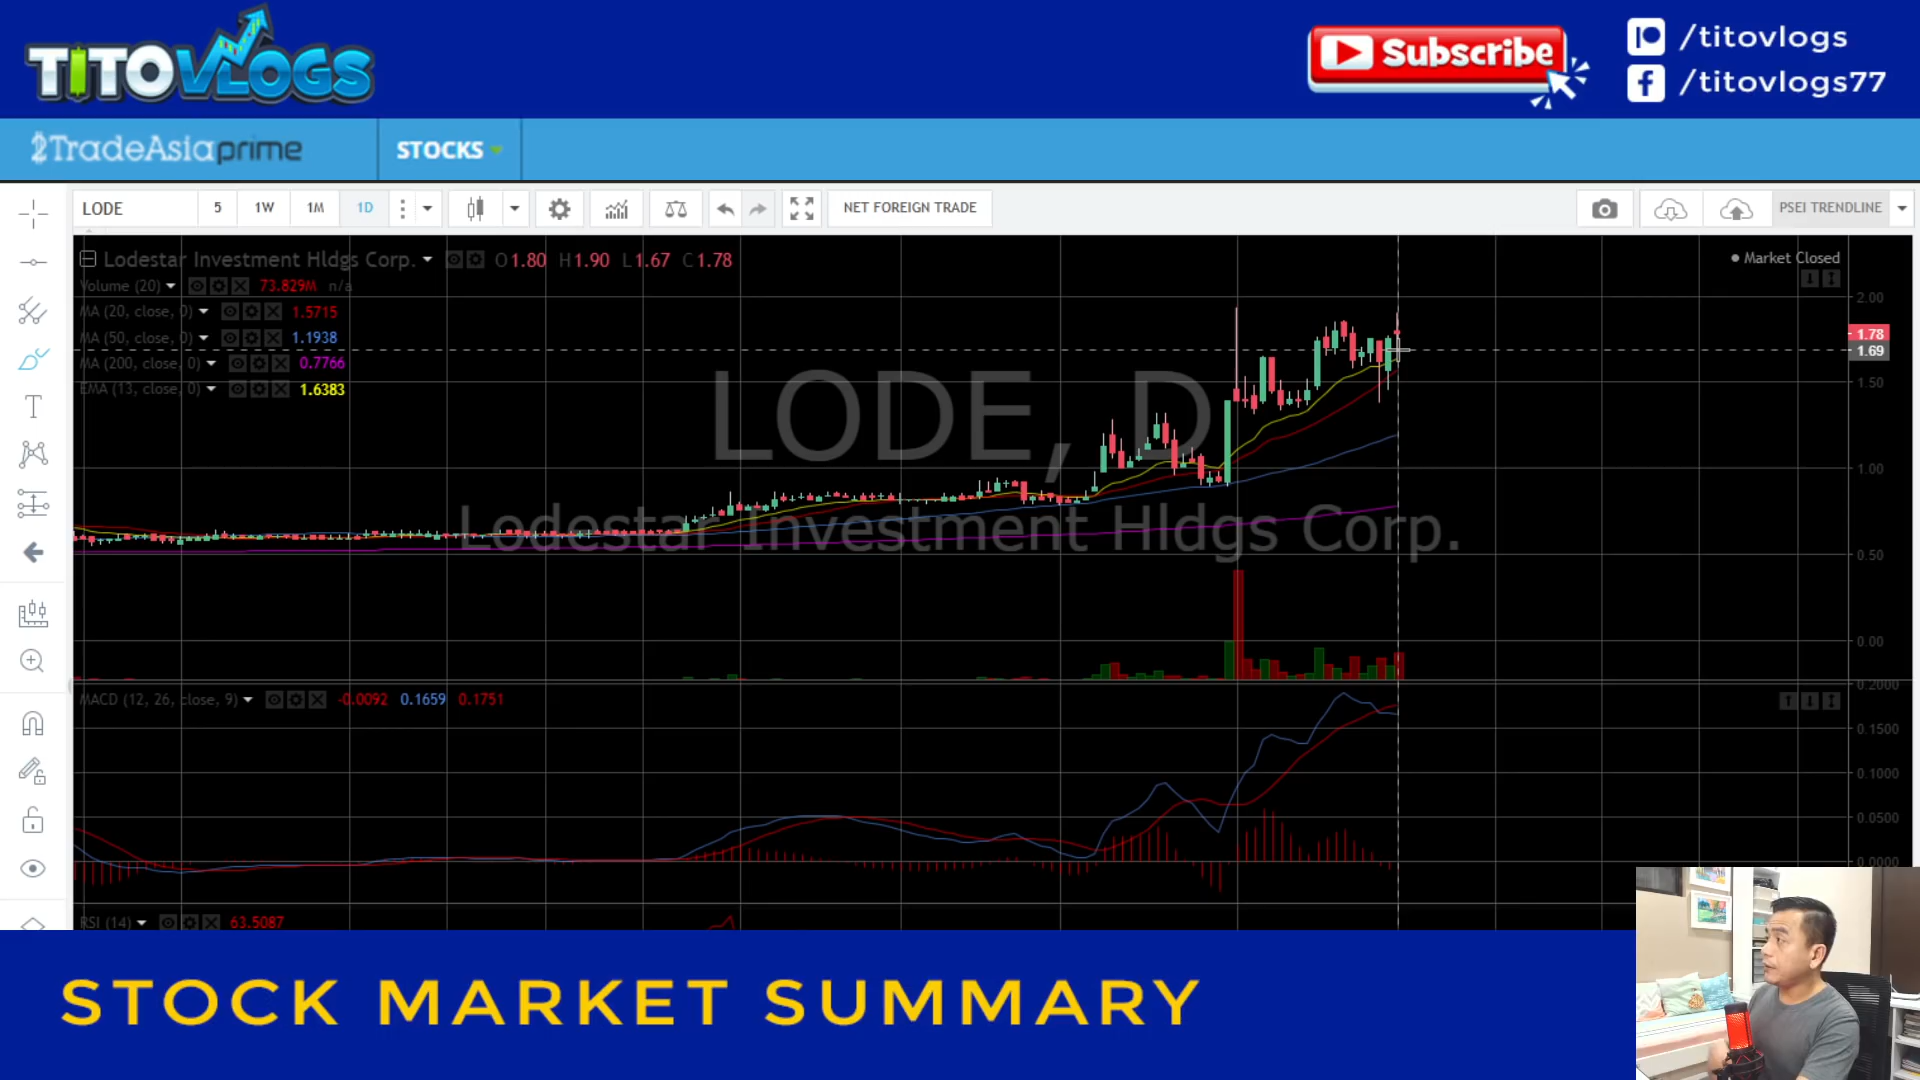 TITOVLOGS
Subscribe
/titovlogs
/titovlogs77
2TradeAsiaprime
STOCKS
LODE 5 1W 1M 1D NET FOREIGN TRADE PSEI TRENDLINE
Lodestar Investment Hldgs Corp. O1.80 H1.90 L1.67 C1.78
Market Closed
Volume (20) 73.829M n/a
MA (20, close, 0) 1.5715
MA (50, close, 0) 1.1938
MA (200, close, 0) 0.7766
EMA (13, close, 0) 1.6383
LODE, D
Lodestar Investment Hldgs Corp.
2.00
1.78
1.69
1.50
1.00
0.50
0.00
MACD (12, 26, close, 9) -0.0092 0.1659 0.1751
0.2000
0.1500
0.1000
0.0500
0.0000
RSI (14) 63.5087
STOCK MARKET SUMMARY